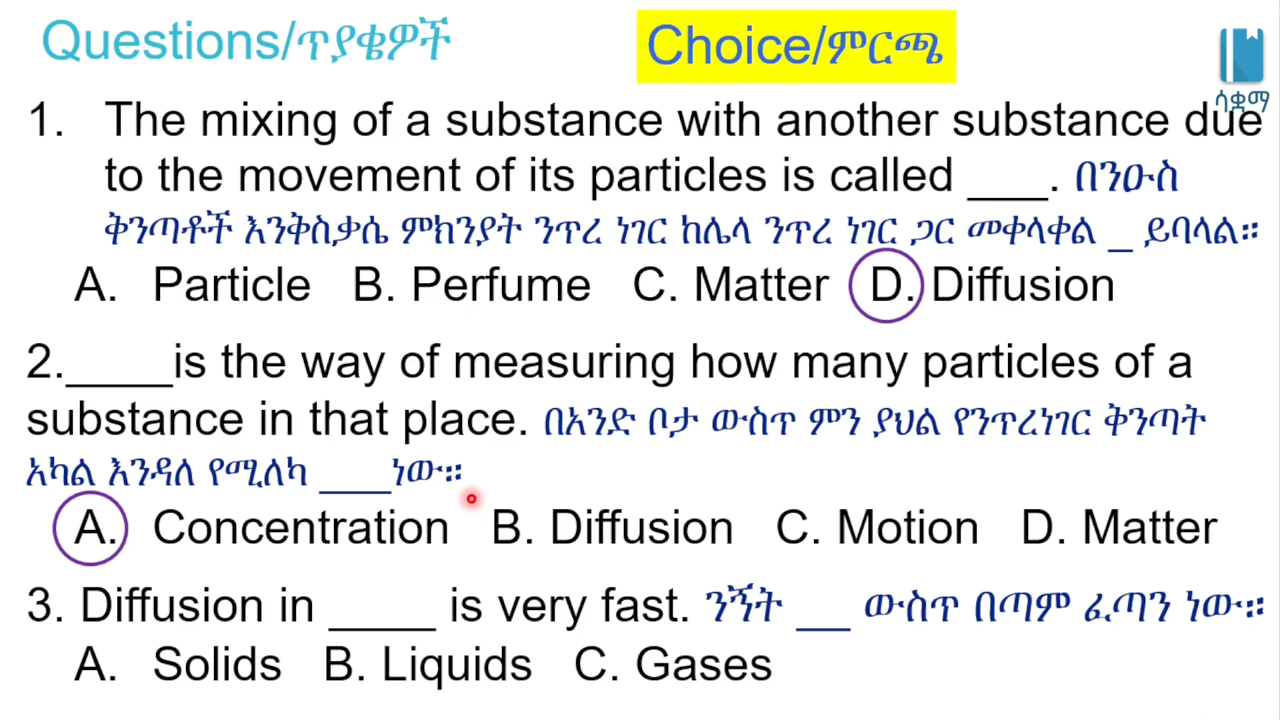 Questions/ጥያቄዎች
Choice/ምርጫ
ሳቋማ
1. The mixing of a substance with another substance due
to the movement of its particles is called ___. በንዑስ
ቅንጣቶች እንቅስቃሴ ምክንያት ንጥረ ነገር ከሌላ ንጥረ ነገር ጋር መቀላቀል _ ይባላል።
A. Particle B. Perfume C. Matter D. Diffusion
2.____is the way of measuring how many particles of a
substance in that place. በአንድ ቦታ ውስጥ ምን ያህል የንጥረነገር ቅንጣት
አካል እንዳለ የሚለካ ___ነው።
A. Concentration B. Diffusion C. Motion D. Matter
3. Diffusion in ____ is very fast. ንኝት __ ውስጥ በጣም ፈጣን ነው።
A. Solids B. Liquids C. Gases